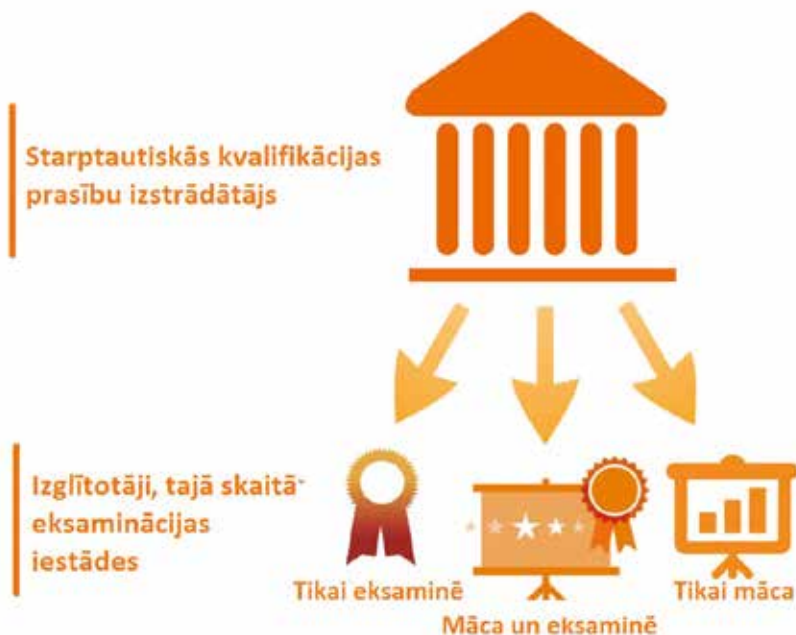 Starptautiskās kvalifikācijas
prasību izstrādātājs
Izglītotāji, tajā skaitā
eksaminācijas
iestādes
Tikai eksaminē
Māca un eksaminē
Tikai māca